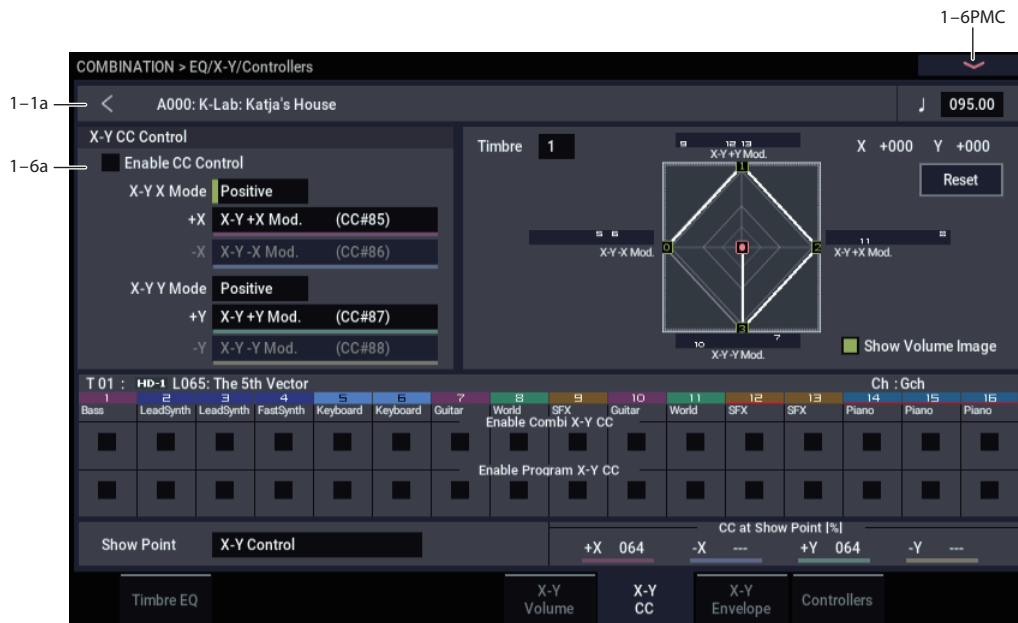 1–6PMC
COMBINATION > EQ/X-Y/Controllers
1–1a
A000: K-Lab: Katja's House
♩ 095.00
X-Y CC Control
1–6a
Enable CC Control
X-Y X Mode Positive
+X X-Y +X Mod. (CC#85)
-X X-Y -X Mod. (CC#86)
X-Y Y Mode Positive
+Y X-Y +Y Mod. (CC#87)
-Y X-Y -Y Mod. (CC#88)
Timbre 1
X +000 Y +000
Reset
9 12 13
X-Y +Y Mod.
1
5 6
X-Y -X Mod.
0
2
11 8
X-Y +X Mod.
3
10 7
X-Y -Y Mod.
Show Volume Image
T 01 : HD-1 L065: The 5th Vector Ch : Gch
1 2 3 4 5 6 7 8 9 10 11 12 13 14 15 16
Bass LeadSynth LeadSynth FastSynth Keyboard Keyboard Guitar World SFX Guitar World SFX SFX Piano Piano Piano
Enable Combi X-Y CC
Enable Program X-Y CC
Show Point X-Y Control
CC at Show Point [%]
+X 064 -X --- +Y 064 -Y ---
Timbre EQ
X-Y
Volume
X-Y
CC
X-Y
Envelope
Controllers